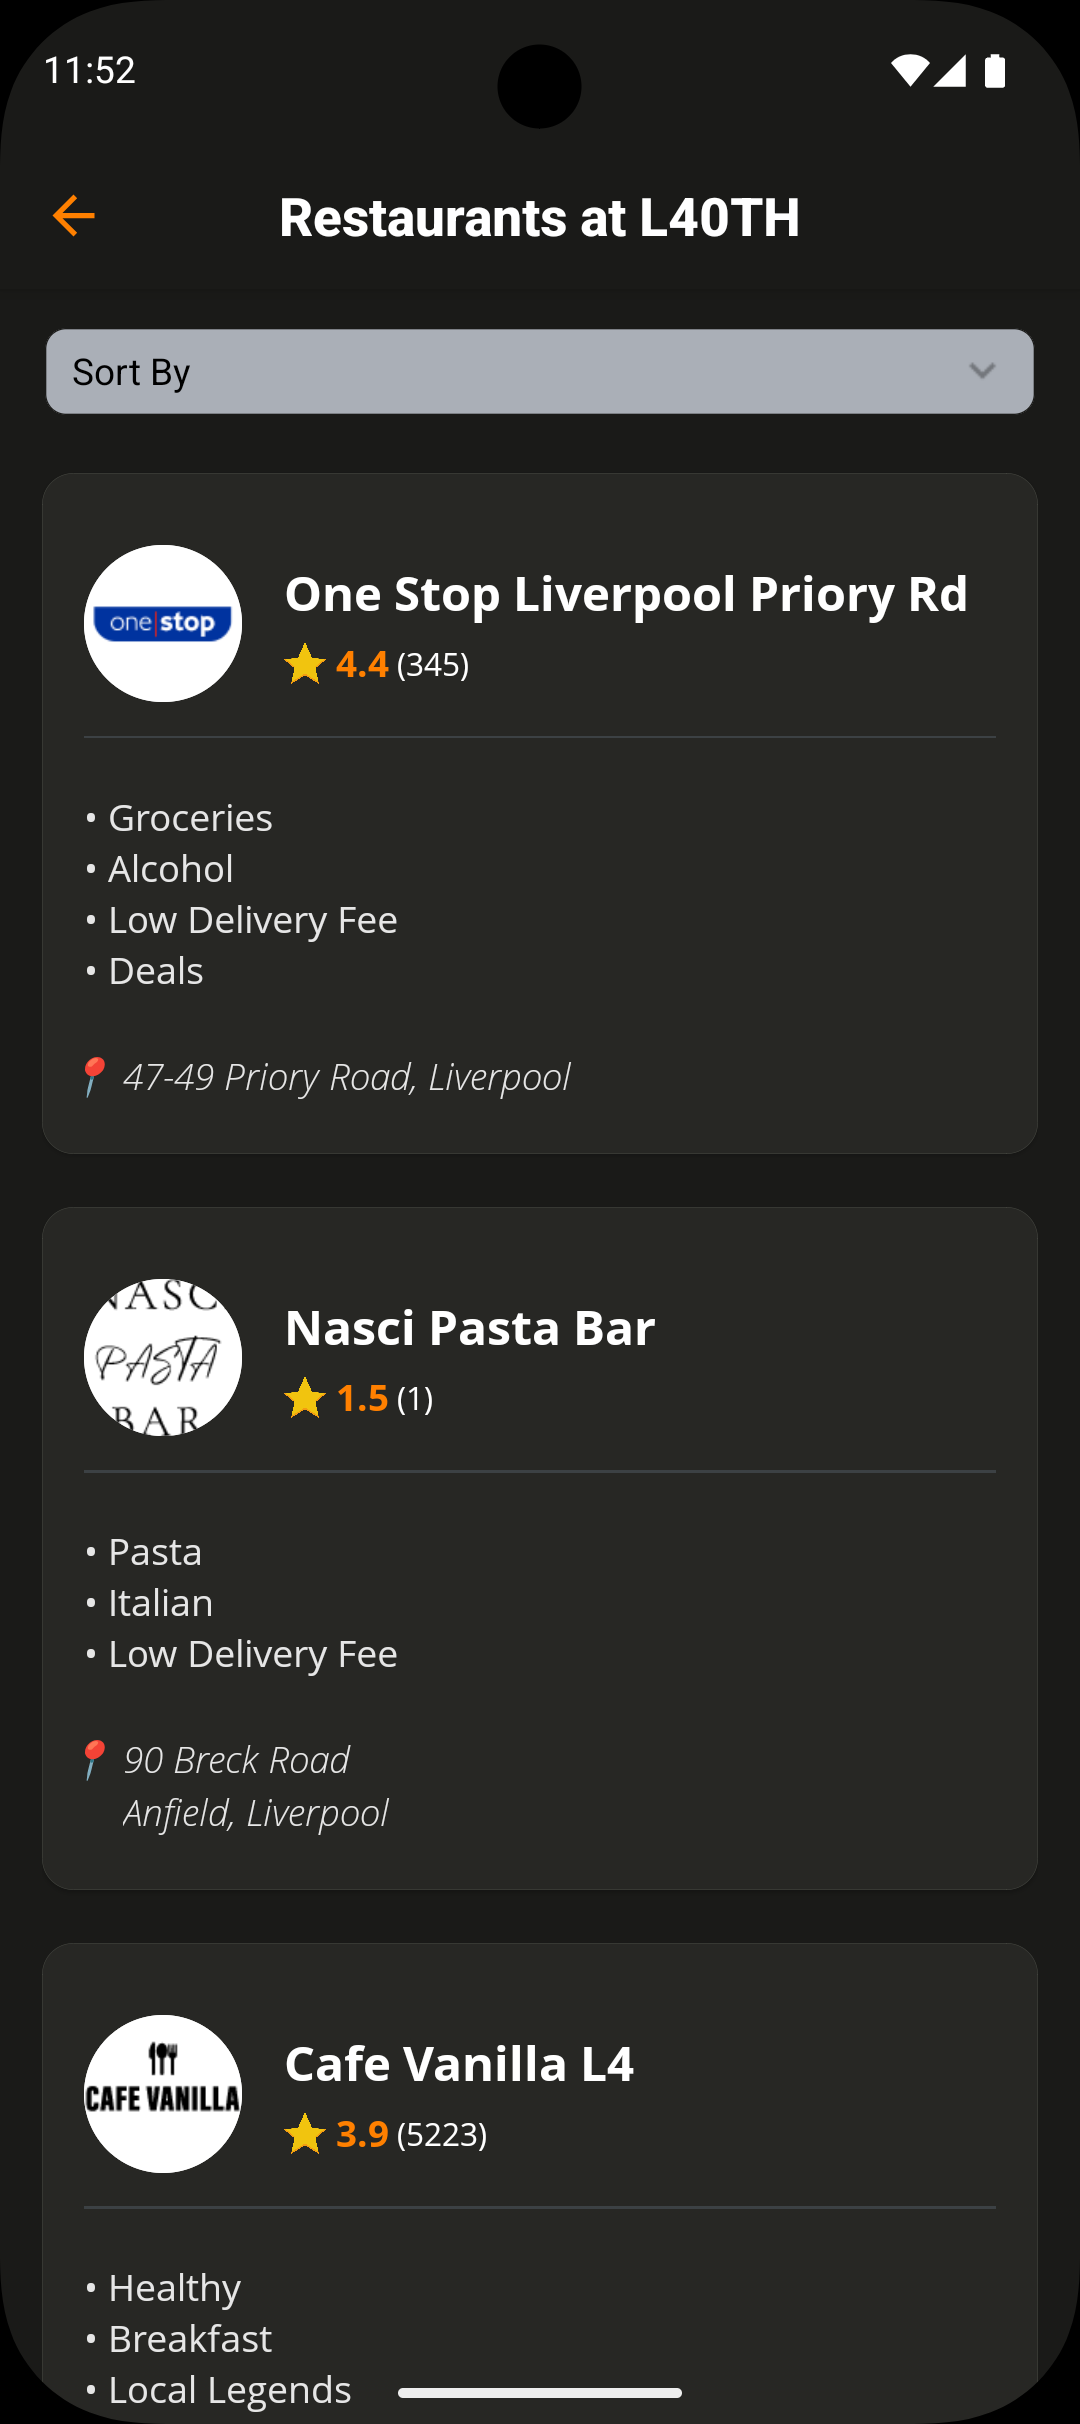 11:52
Restaurants at L40TH
Sort By
one stop
One Stop Liverpool Priory Rd
4.4 (345)
• Groceries
• Alcohol
• Low Delivery Fee
• Deals
47-49 Priory Road, Liverpool
NASC
PASTA
BAR
Nasci Pasta Bar
1.5 (1)
• Pasta
• Italian
• Low Delivery Fee
90 Breck Road
Anfield, Liverpool
CAFE VANILLA
Cafe Vanilla L4
3.9 (5223)
• Healthy
• Breakfast
• Local Legends